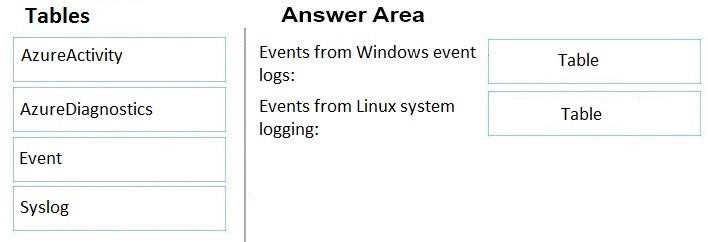 Tables
AzureActivity
AzureDiagnostics
Event
Syslog
Answer Area
Events from Windows event
logs:
Table
Events from Linux system
logging:
Table